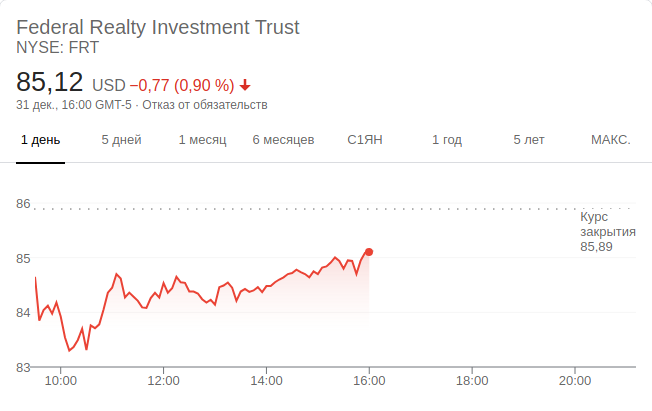 Federal Realty Investment Trust
NYSE: FRT
85,12 USD −0,77 (0,90 %)
31 дек., 16:00 GMT-5 · Отказ от обязательств
1 день 5 дней 1 месяц 6 месяцев С1ЯН 1 год 5 лет МАКС.
86
Курс
закрытия
85,89
85
84
83
10:00 12:00 14:00 16:00 18:00 20:00